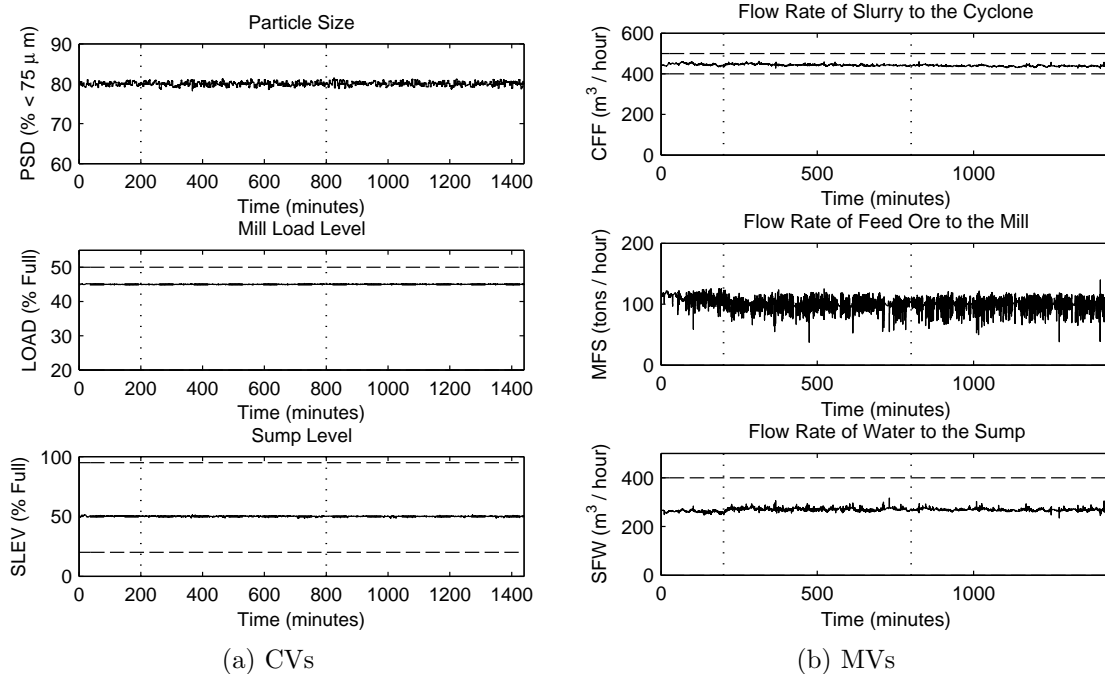 Particle Size
PSD (% < 75 μ m)
90
80
70
60
0 200 400 600 800 1000 1200 1400
Time (minutes)
Mill Load Level
LOAD (% Full)
50
40
30
20
0 200 400 600 800 1000 1200 1400
Time (minutes)
Sump Level
SLEV (% Full)
100
50
0
0 200 400 600 800 1000 1200 1400
Time (minutes)
(a) CVs
Flow Rate of Slurry to the Cyclone
CFF (m³ / hour)
600
400
200
0
0 500 1000
Time (minutes)
Flow Rate of Feed Ore to the Mill
MFS (tons / hour)
200
100
0
0 500 1000
Time (minutes)
Flow Rate of Water to the Sump
SFW (m³ / hour)
400
200
0
0 500 1000
Time (minutes)
(b) MVs